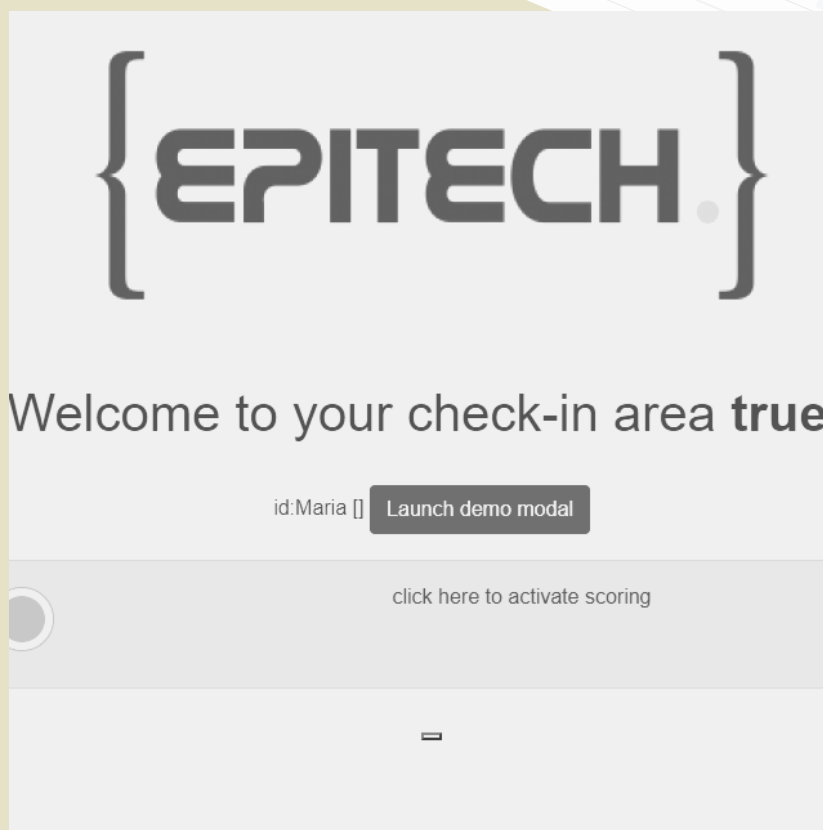 {EPITECH.}
Welcome to your check-in area true
id:Maria [] Launch demo modal
click here to activate scoring